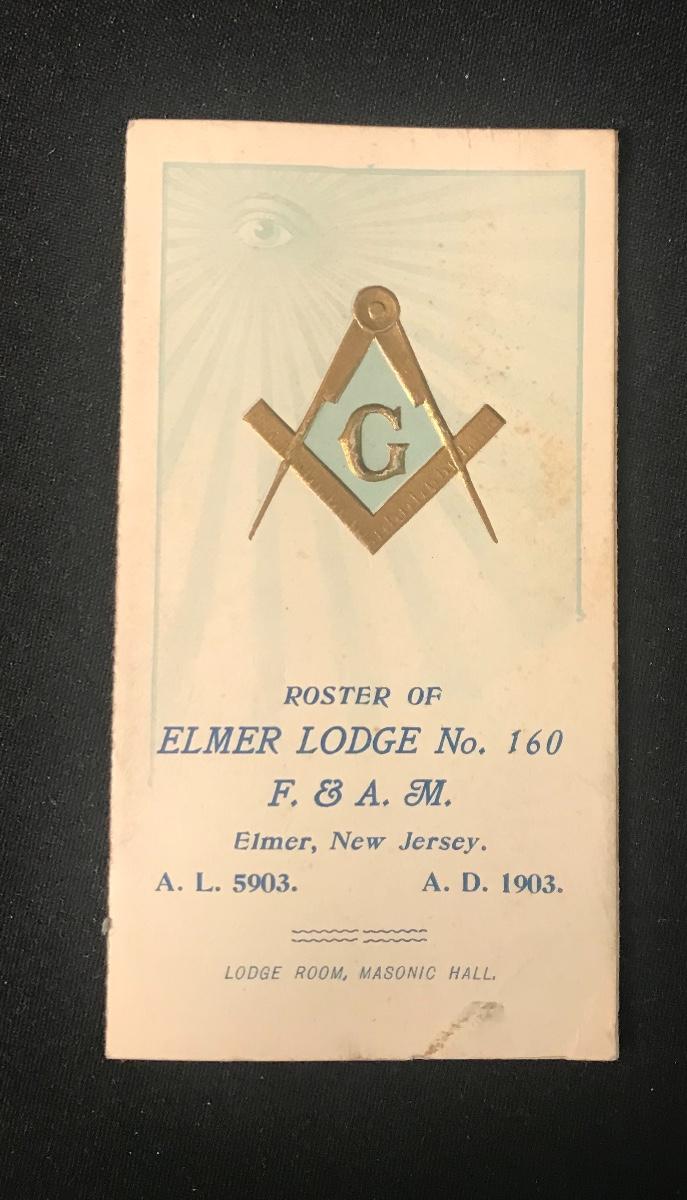 G
ROSTER OF
ELMER LODGE No. 160
F. & A. M.
Elmer, New Jersey.
A. L. 5903. A. D. 1903.
LODGE ROOM, MASONIC HALL.